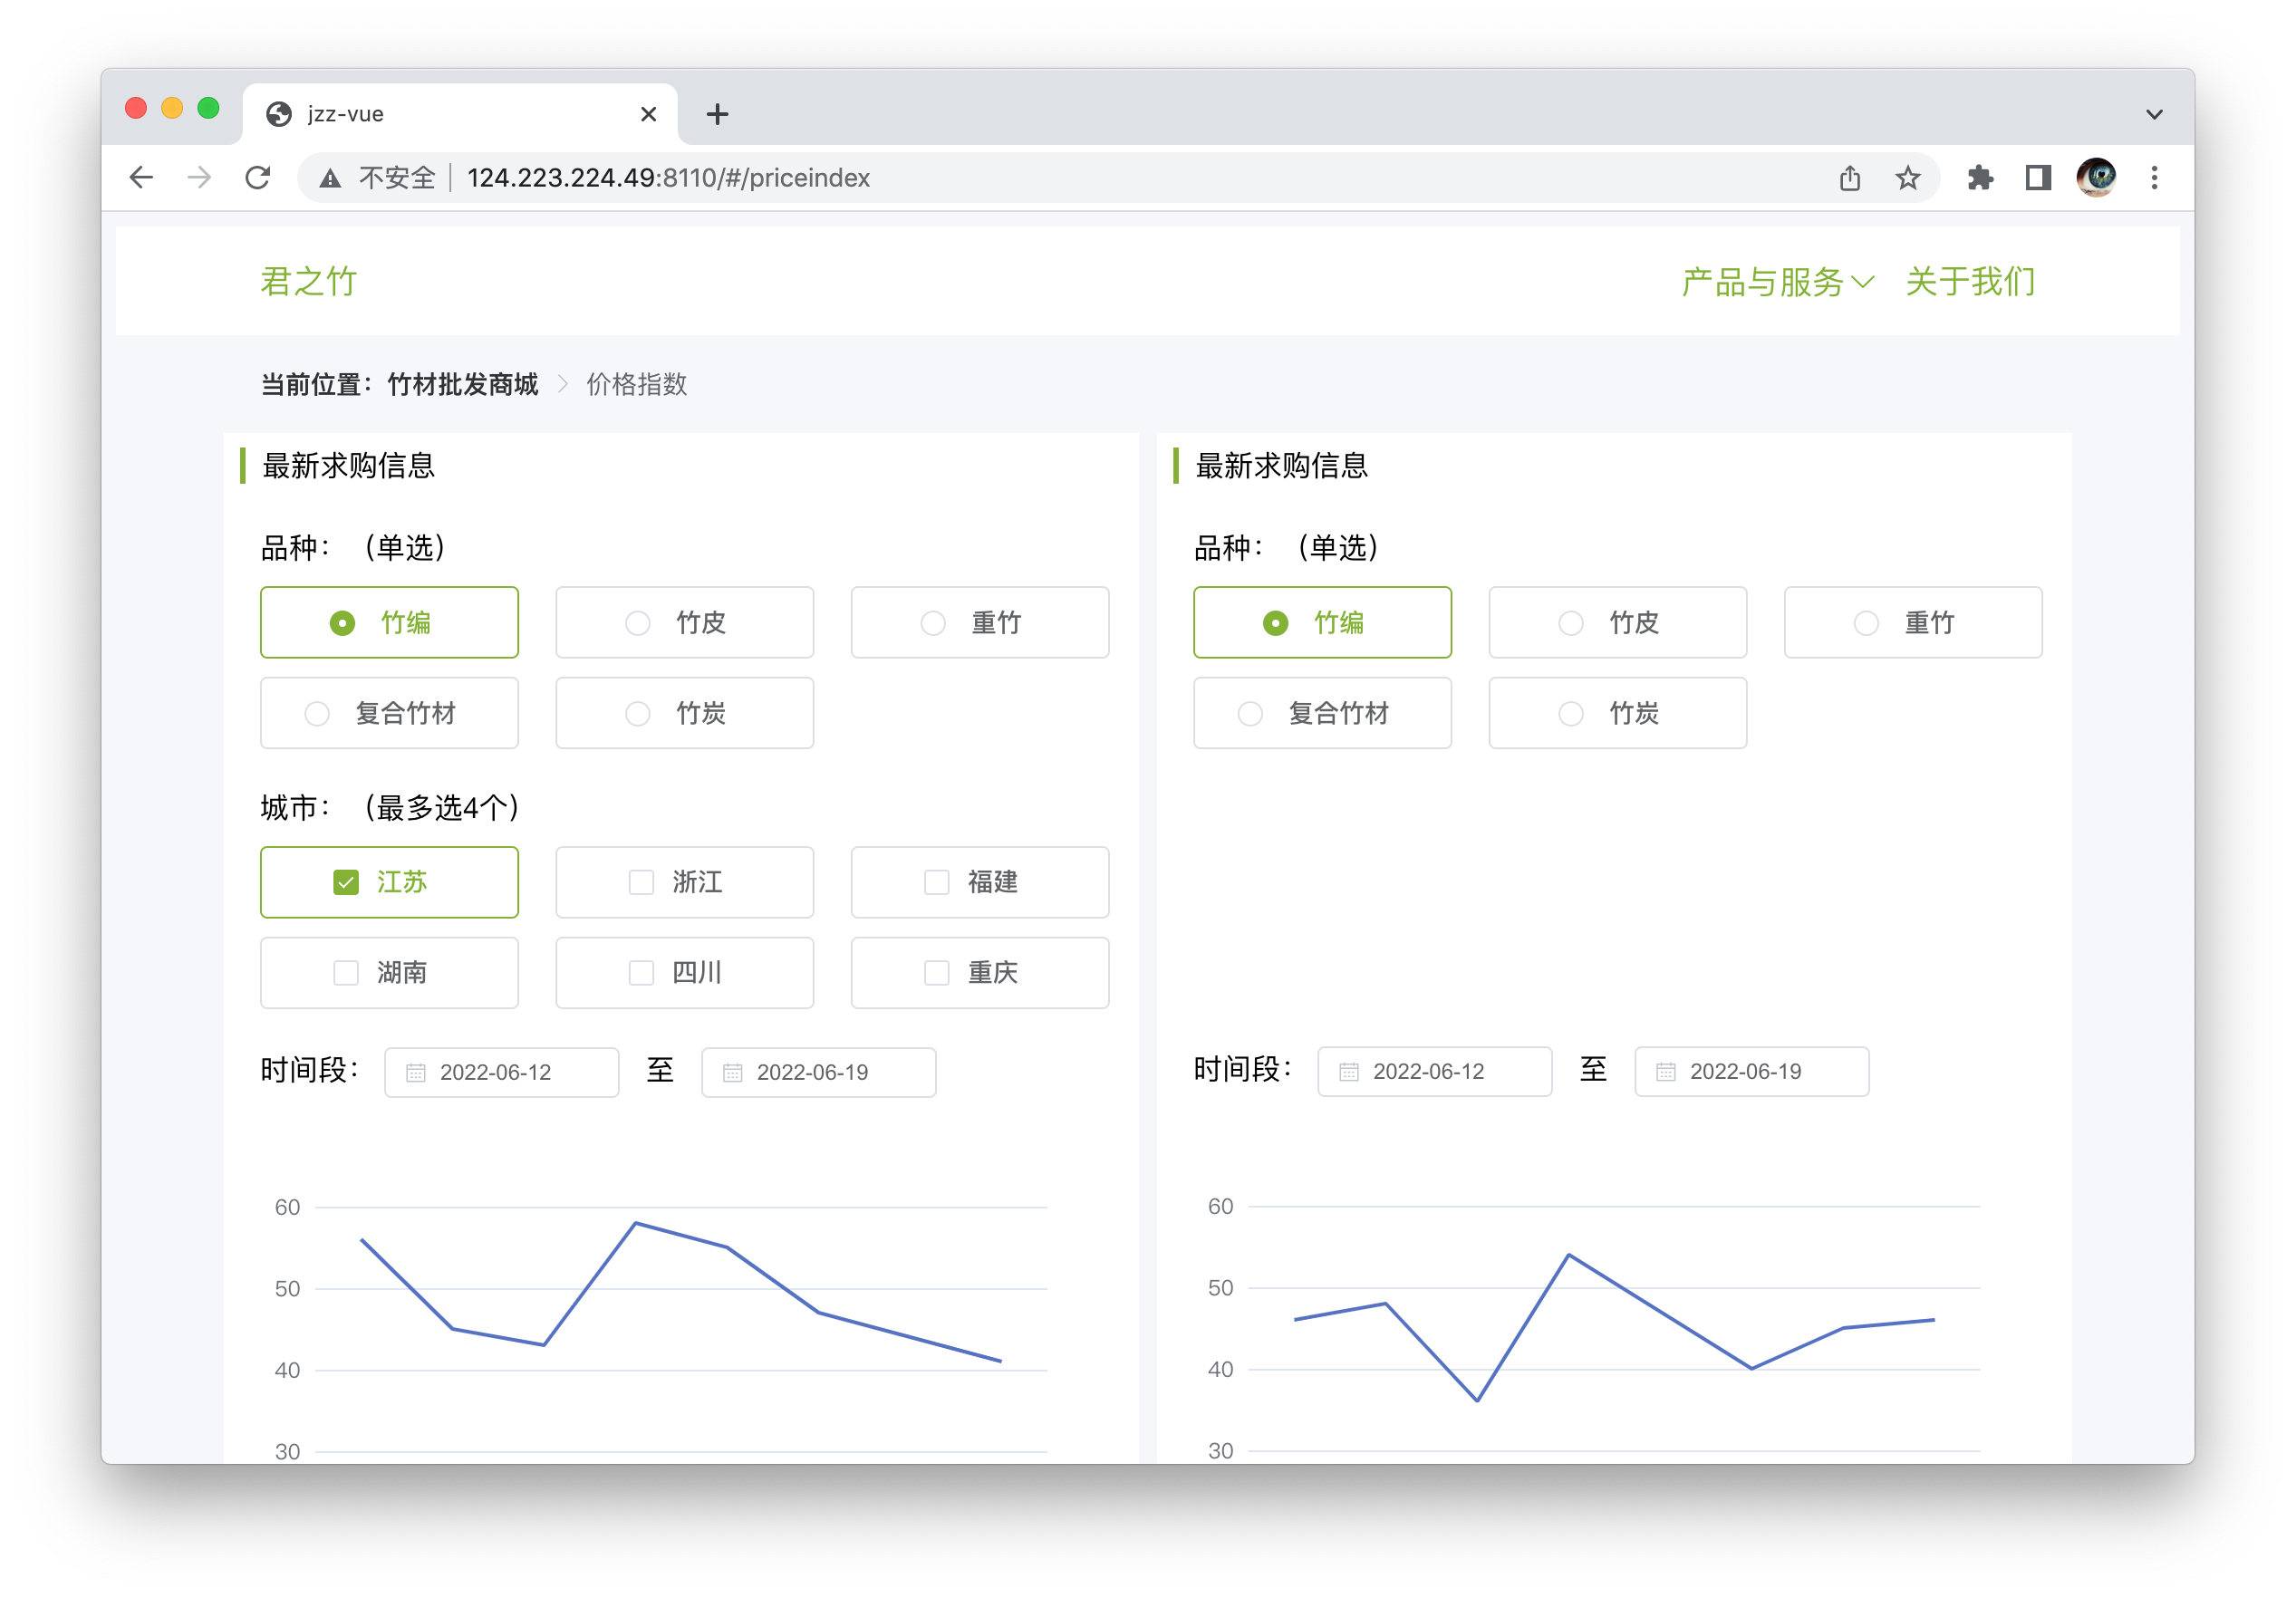 jzz-vue
不安全 124.223.224.49:8110/#/priceindex
君之竹 产品与服务 关于我们
当前位置：竹材批发商城 价格指数
最新求购信息
品种：（单选）
竹编 竹皮 重竹
复合竹材 竹炭
城市：（最多选4个）
江苏 浙江 福建
湖南 四川 重庆
时间段： 2022-06-12 至 2022-06-19
60
50
40
30
最新求购信息
品种：（单选）
竹编 竹皮 重竹
复合竹材 竹炭
时间段： 2022-06-12 至 2022-06-19
60
50
40
30